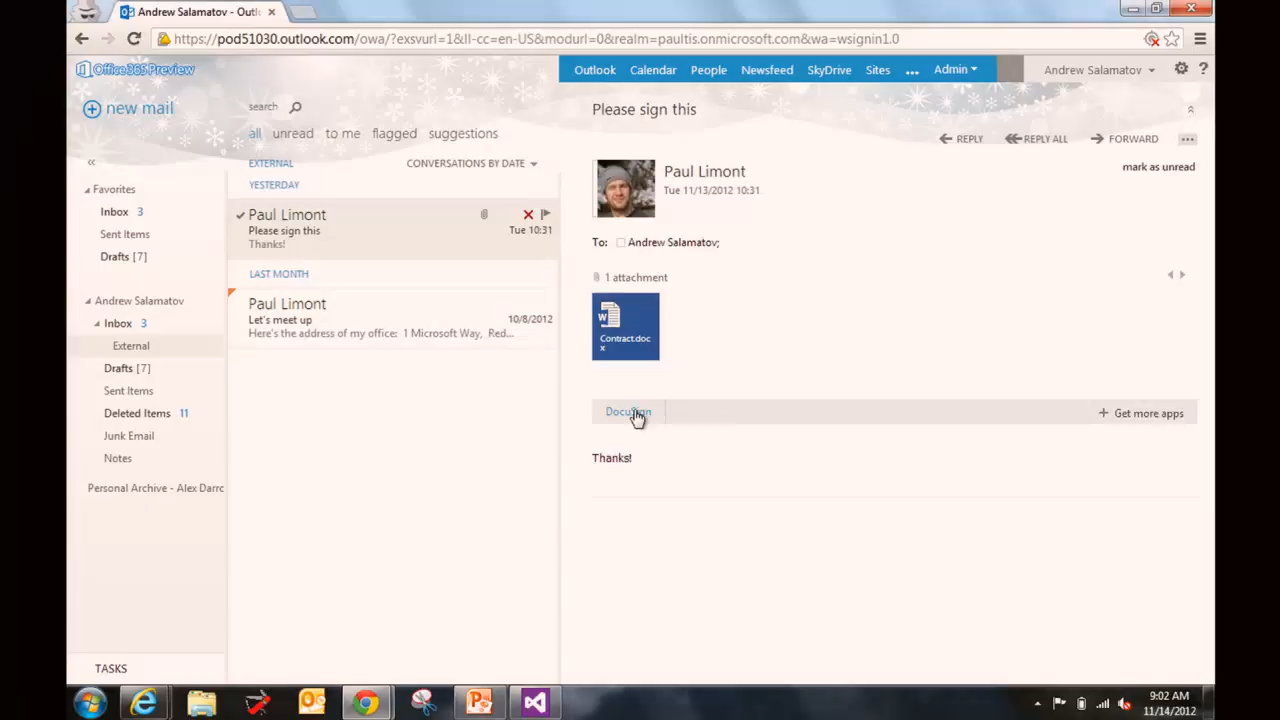 Andrew Salamatov - Outl
https://pod51030.outlook.com/owa/?exsvurl=1&ll-cc=en-US&modurl=0&realm=paultis.onmicrosoft.com&wa=wsignin1.0
Office 365 Preview
Outlook Calendar People Newsfeed SkyDrive Sites ... Admin Andrew Salamatov ?
new mail
search
all unread to me flagged suggestions
EXTERNAL CONVERSATIONS BY DATE
YESTERDAY
Paul Limont
Please sign this Tue 10:31
Thanks!
LAST MONTH
Paul Limont
Let's meet up 10/8/2012
Here's the address of my office: 1 Microsoft Way, Red...
Favorites
Inbox 3
Sent Items
Drafts [7]
Andrew Salamatov
Inbox 3
External
Drafts [7]
Sent Items
Deleted Items 11
Junk Email
Notes
Personal Archive - Alex Darrc
TASKS
Please sign this
REPLY REPLY ALL FORWARD ...
mark as unread
Paul Limont
Tue 11/13/2012 10:31
To: Andrew Salamatov;
1 attachment
Contract.doc
x
DocuSign + Get more apps
Thanks!
9:02 AM
11/14/2012